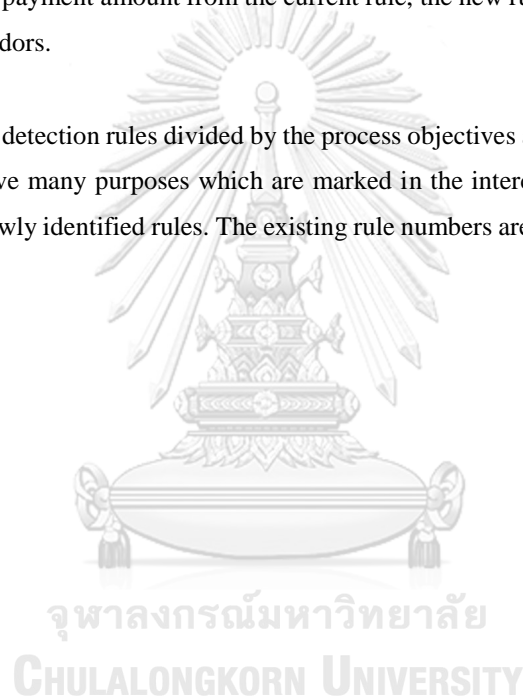 payment amount from the current rule, the new ru
dors.
detection rules divided by the process objectives
ve many purposes which are marked in the inter
wly identified rules. The existing rule numbers are
จุฬาลงกรณ์มหาวิทยาลัย
CHULALONGKORN UNIVERSITY